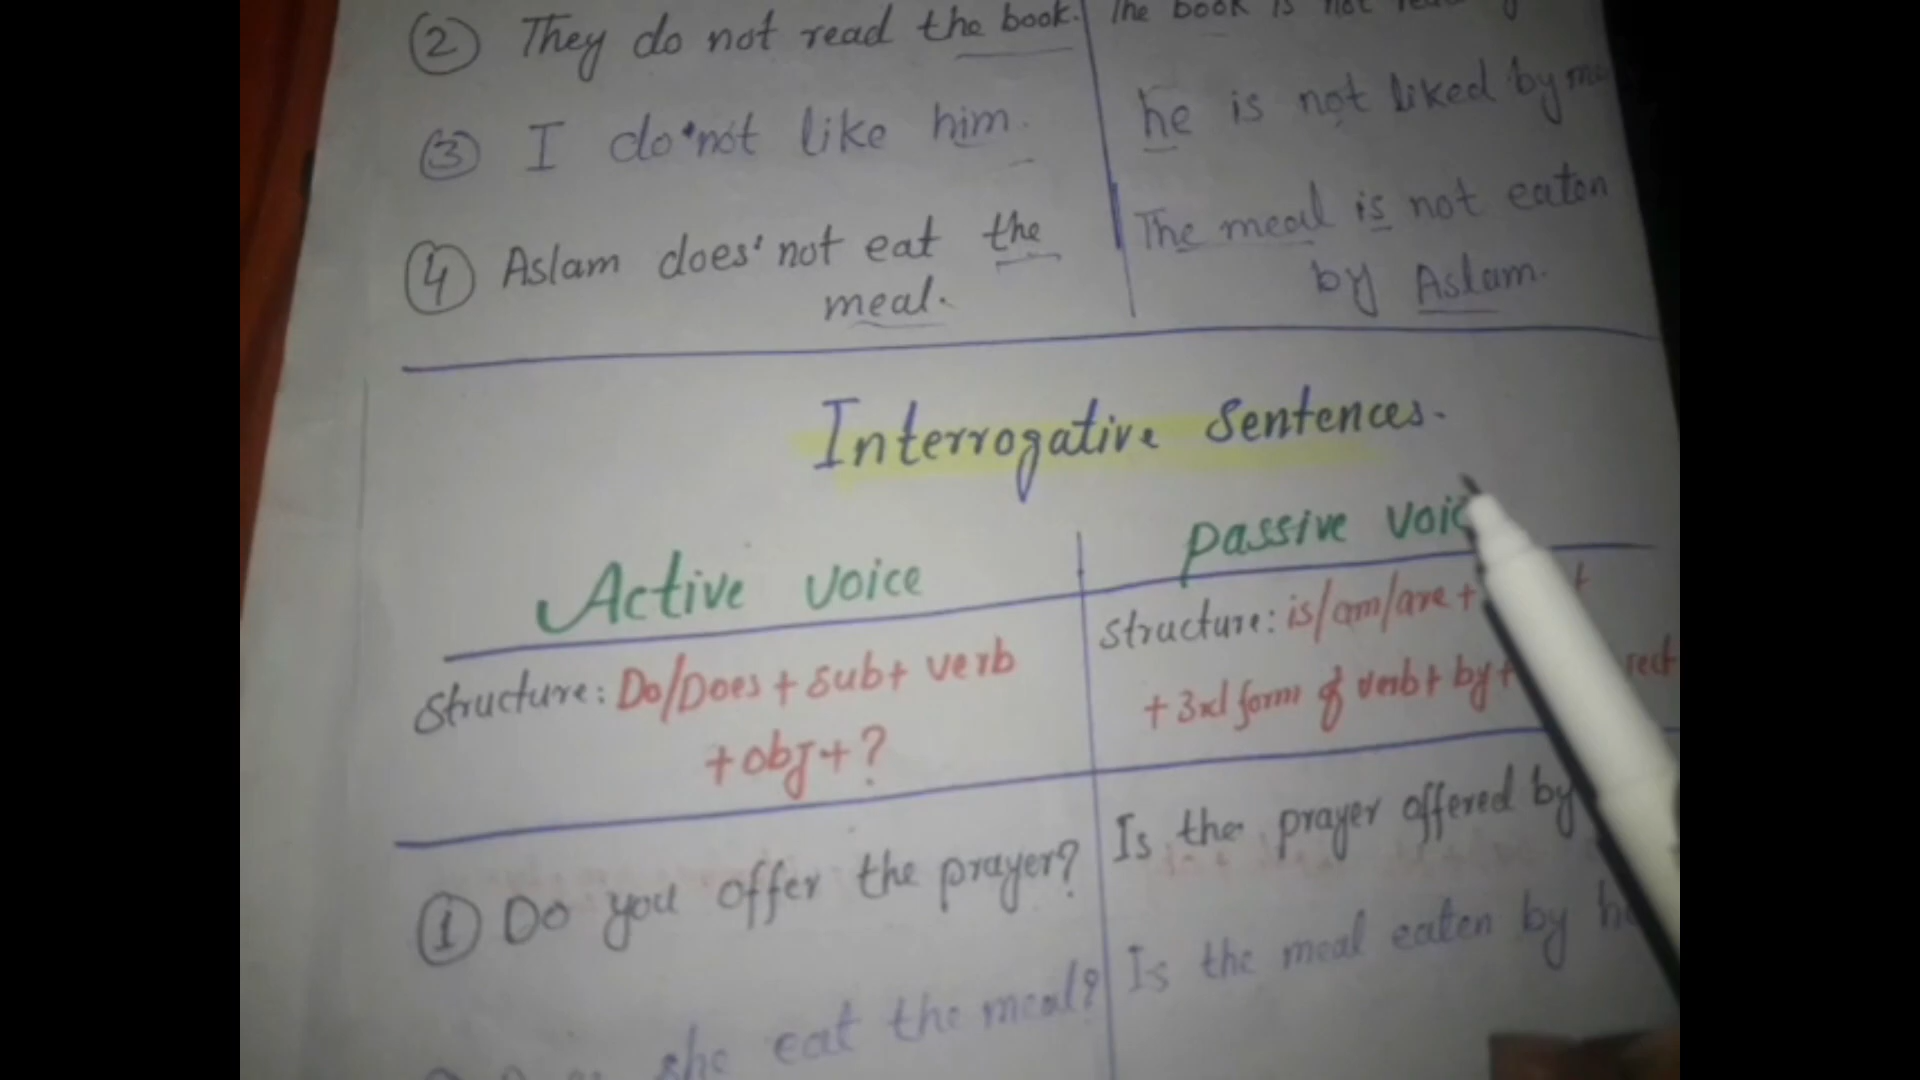 ② They do not read the book. The book is not
③ I do not like him. he is not liked by
④ Aslam does not eat the The meal is not eaten
meal. by Aslam.
Interrogative Sentences.
Active voice passive
Structure: Do/Does + sub + verb Structure: is/am/are +
+ obj + ? + 3rd form of verb + by +
① Do you offer the prayer? Is the prayer offered by
she eat the meal? Is the meal eaten by